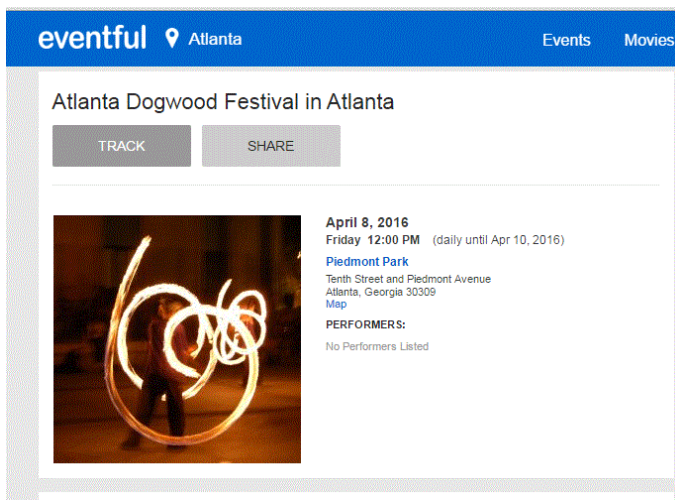 eventful Atlanta Events Movies
Atlanta Dogwood Festival in Atlanta
TRACK SHARE
April 8, 2016
Friday 12:00 PM (daily until Apr 10, 2016)
Piedmont Park
Tenth Street and Piedmont Avenue
Atlanta, Georgia 30309
Map
PERFORMERS:
No Performers Listed